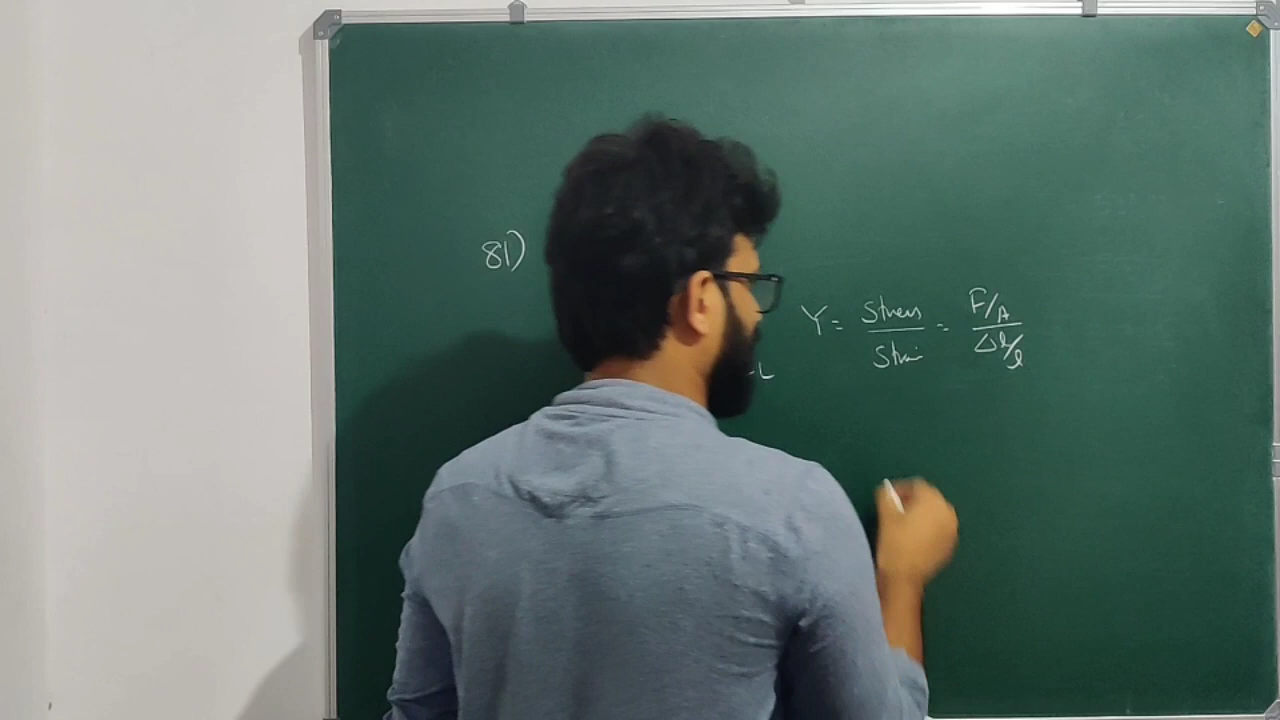 81)
Y = Stress/Strain = F/A / Δl/l
-L